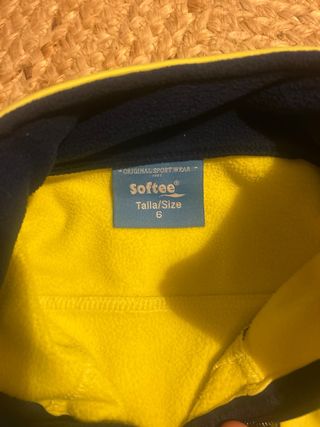 ORIGINAL SPORT WEAR
softee®
Talla/Size
6